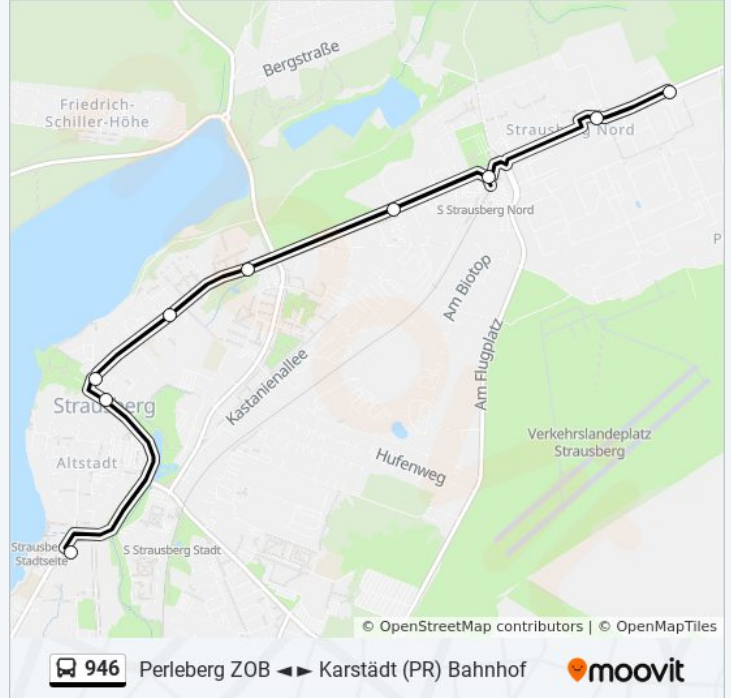 Bergstraße
Friedrich-
Schiller-Höhe
Strausberg Nord
S Strausberg Nord
P
Am Biotop
Am Flugplatz
Kastanienallee
Strausberg
Altstadt
Hufenweg
Verkehrslandeplatz
Strausberg
Strausbe
Stadtseite
S Strausberg Stadt
© OpenStreetMap contributors | © OpenMapTiles
946 Perleberg ZOB ◄► Karstädt (PR) Bahnhof
moovit